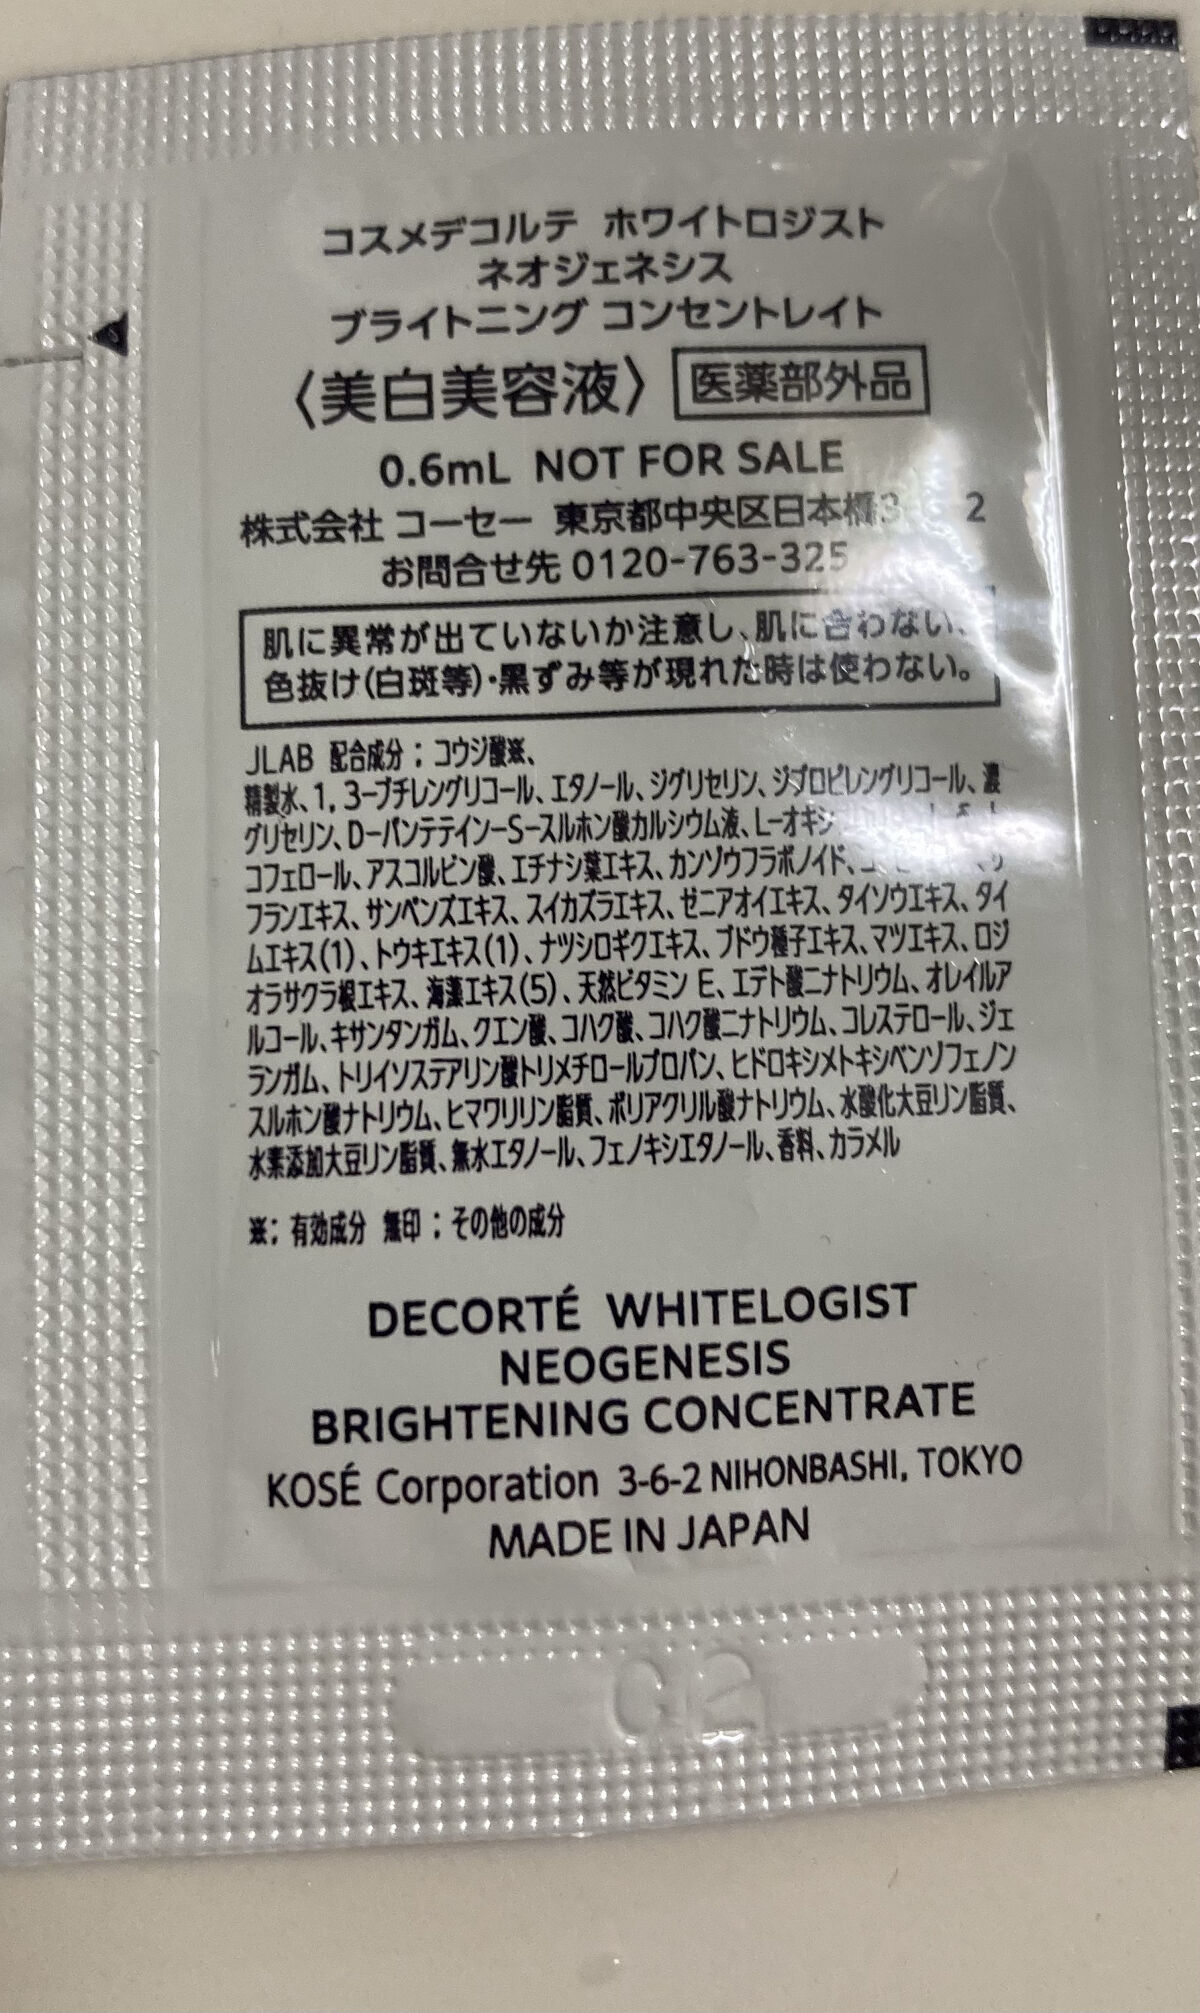 コスメデコルテ ホワイトロジスト
ネオジェネシス
ブライトニング コンセントレイト
〈美白美容液〉 医薬部外品
0.6mL NOT FOR SALE
株式会社 コーセー 東京都中央区日本橋3 2
お問合せ先 0120-763-325
肌に異常が出ていないか注意し、肌に合わない、
色抜け(白斑等)・黒ずみ等が現れた時は使わない。
JLAB 配合成分 : コウジ酸※、
精製水、1, 3-ブチレングリコール、エタノール、ジグリセリン、ジプロピレングリコール、濃
グリセリン、D-パンテテイン-S-スルホン酸カルシウム液、L-オキシ
コフェロール、アスコルビン酸、エチナシ葉エキス、カンゾウフラボノイド、 サ
フランエキス、サンペンズエキス、スイカズラエキス、ゼニアオイエキス、タイソウエキス、タイ
ムエキス(1)、トウキエキス(1)、ナツシロギクエキス、ブドウ種子エキス、マツエキス、ロジ
オラサクラ根エキス、海藻エキス(5)、天然ビタミン E、エデト酸二ナトリウム、オレイルア
ルコール、キサンタンガム、クエン酸、コハク酸、コハク酸二ナトリウム、コレステロール、ジェ
ランガム、トリイソステアリン酸トリメチロールプロパン、ヒドロキシメトキシベンゾフェノン
スルホン酸ナトリウム、ヒマワリリン脂質、ポリアクリル酸ナトリウム、水酸化大豆リン脂質、
水素添加大豆リン脂質、無水エタノール、フェノキシエタノール、香料、カラメル
※; 有効成分 無印 : その他の成分
DECORTÉ WHITELOGIST
NEOGENESIS
BRIGHTENING CONCENTRATE
KOSÉ Corporation 3-6-2 NIHONBASHI, TOKYO
MADE IN JAPAN